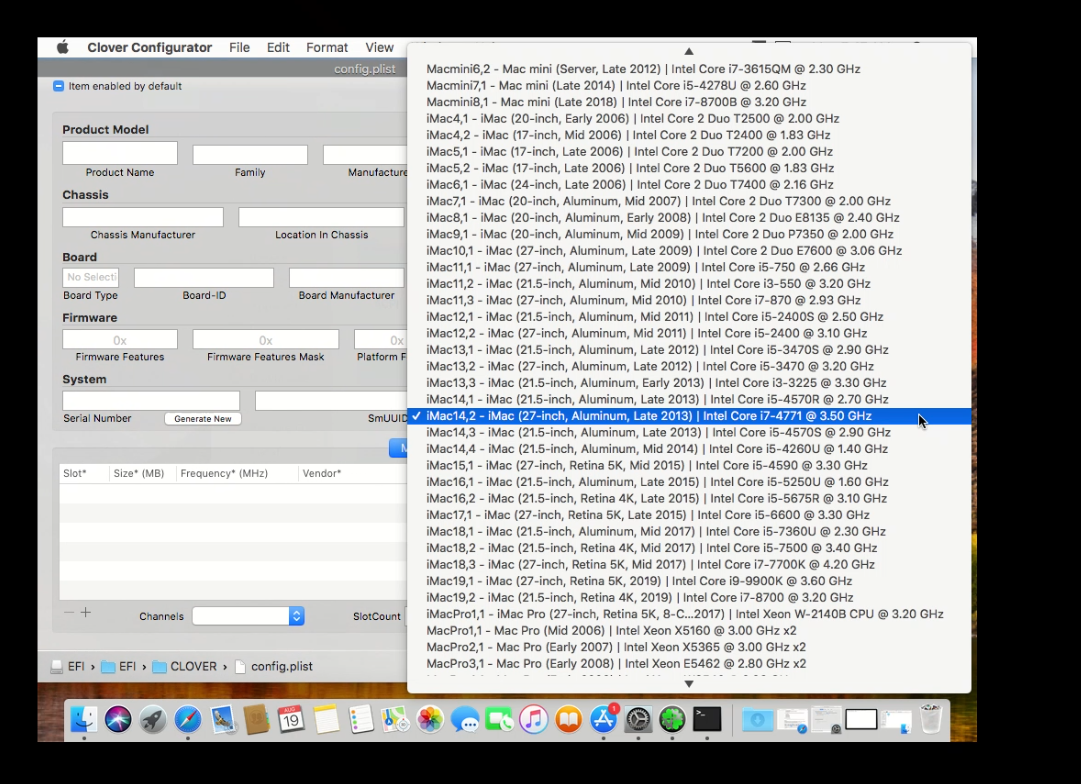 Clover Configurator File Edit Format View
config.plist
Item enabled by default
Product Model
Product Name Family Manufacture
Chassis
Chassis Manufacturer Location In Chassis
Board
No Selecti
Board Type Board-ID Board Manufacturer
Firmware
0x 0x 0x
Firmware Features Firmware Features Mask Platform F
System
Serial Number Generate New SmUUID
M
Slot* Size* (MB) Frequency* (MHz) Vendor*
Channels SlotCount
EFI › EFI › CLOVER › config.plist
Macmini6,2 - Mac mini (Server, Late 2012) | Intel Core i7-3615QM @ 2.30 GHz
Macmini7,1 - Mac mini (Late 2014) | Intel Core i5-4278U @ 2.60 GHz
Macmini8,1 - Mac mini (Late 2018) | Intel Core i7-8700B @ 3.20 GHz
iMac4,1 - iMac (20-inch, Early 2006) | Intel Core 2 Duo T2500 @ 2.00 GHz
iMac4,2 - iMac (17-inch, Mid 2006) | Intel Core 2 Duo T2400 @ 1.83 GHz
iMac5,1 - iMac (17-inch, Late 2006) | Intel Core 2 Duo T7200 @ 2.00 GHz
iMac5,2 - iMac (17-inch, Late 2006) | Intel Core 2 Duo T5600 @ 1.83 GHz
iMac6,1 - iMac (24-inch, Late 2006) | Intel Core 2 Duo T7400 @ 2.16 GHz
iMac7,1 - iMac (20-inch, Aluminum, Mid 2007) | Intel Core 2 Duo T7300 @ 2.00 GHz
iMac8,1 - iMac (20-inch, Aluminum, Early 2008) | Intel Core 2 Duo E8135 @ 2.40 GHz
iMac9,1 - iMac (20-inch, Aluminum, Mid 2009) | Intel Core 2 Duo P7350 @ 2.00 GHz
iMac10,1 - iMac (27-inch, Aluminum, Late 2009) | Intel Core 2 Duo E7600 @ 3.06 GHz
iMac11,1 - iMac (27-inch, Aluminum, Late 2009) | Intel Core i5-750 @ 2.66 GHz
iMac11,2 - iMac (21.5-inch, Aluminum, Mid 2010) | Intel Core i3-550 @ 3.20 GHz
iMac11,3 - iMac (27-inch, Aluminum, Mid 2010) | Intel Core i7-870 @ 2.93 GHz
iMac12,1 - iMac (21.5-inch, Aluminum, Mid 2011) | Intel Core i5-2400S @ 2.50 GHz
iMac12,2 - iMac (27-inch, Aluminum, Mid 2011) | Intel Core i5-2400 @ 3.10 GHz
iMac13,1 - iMac (21.5-inch, Aluminum, Late 2012) | Intel Core i5-3470S @ 2.90 GHz
iMac13,2 - iMac (27-inch, Aluminum, Late 2012) | Intel Core i5-3470 @ 3.20 GHz
iMac13,3 - iMac (21.5-inch, Aluminum, Early 2013) | Intel Core i3-3225 @ 3.30 GHz
iMac14,1 - iMac (21.5-inch, Aluminum, Late 2013) | Intel Core i5-4570R @ 2.70 GHz
✓ iMac14,2 - iMac (27-inch, Aluminum, Late 2013) | Intel Core i7-4771 @ 3.50 GHz
iMac14,3 - iMac (21.5-inch, Aluminum, Late 2013) | Intel Core i5-4570S @ 2.90 GHz
iMac14,4 - iMac (21.5-inch, Aluminum, Mid 2014) | Intel Core i5-4260U @ 1.40 GHz
iMac15,1 - iMac (27-inch, Retina 5K, Mid 2015) | Intel Core i5-4590 @ 3.30 GHz
iMac16,1 - iMac (21.5-inch, Aluminum, Late 2015) | Intel Core i5-5250U @ 1.60 GHz
iMac16,2 - iMac (21.5-inch, Retina 4K, Late 2015) | Intel Core i5-5675R @ 3.10 GHz
iMac17,1 - iMac (27-inch, Retina 5K, Late 2015) | Intel Core i5-6600 @ 3.30 GHz
iMac18,1 - iMac (21.5-inch, Aluminum, Mid 2017) | Intel Core i5-7360U @ 2.30 GHz
iMac18,2 - iMac (21.5-inch, Retina 4K, Mid 2017) | Intel Core i5-7500 @ 3.40 GHz
iMac18,3 - iMac (27-inch, Retina 5K, Mid 2017) | Intel Core i7-7700K @ 4.20 GHz
iMac19,1 - iMac (27-inch, Retina 5K, 2019) | Intel Core i9-9900K @ 3.60 GHz
iMac19,2 - iMac (21.5-inch, Retina 4K, 2019) | Intel Core i7-8700 @ 3.20 GHz
iMacPro1,1 - iMac Pro (27-inch, Retina 5K, 8-C...2017) | Intel Xeon W-2140B CPU @ 3.20 GHz
MacPro1,1 - Mac Pro (Mid 2006) | Intel Xeon X5160 @ 3.00 GHz x2
MacPro2,1 - Mac Pro (Early 2007) | Intel Xeon X5365 @ 3.00 GHz x2
MacPro3,1 - Mac Pro (Early 2008) | Intel Xeon E5462 @ 2.80 GHz x2
AUG
19
1